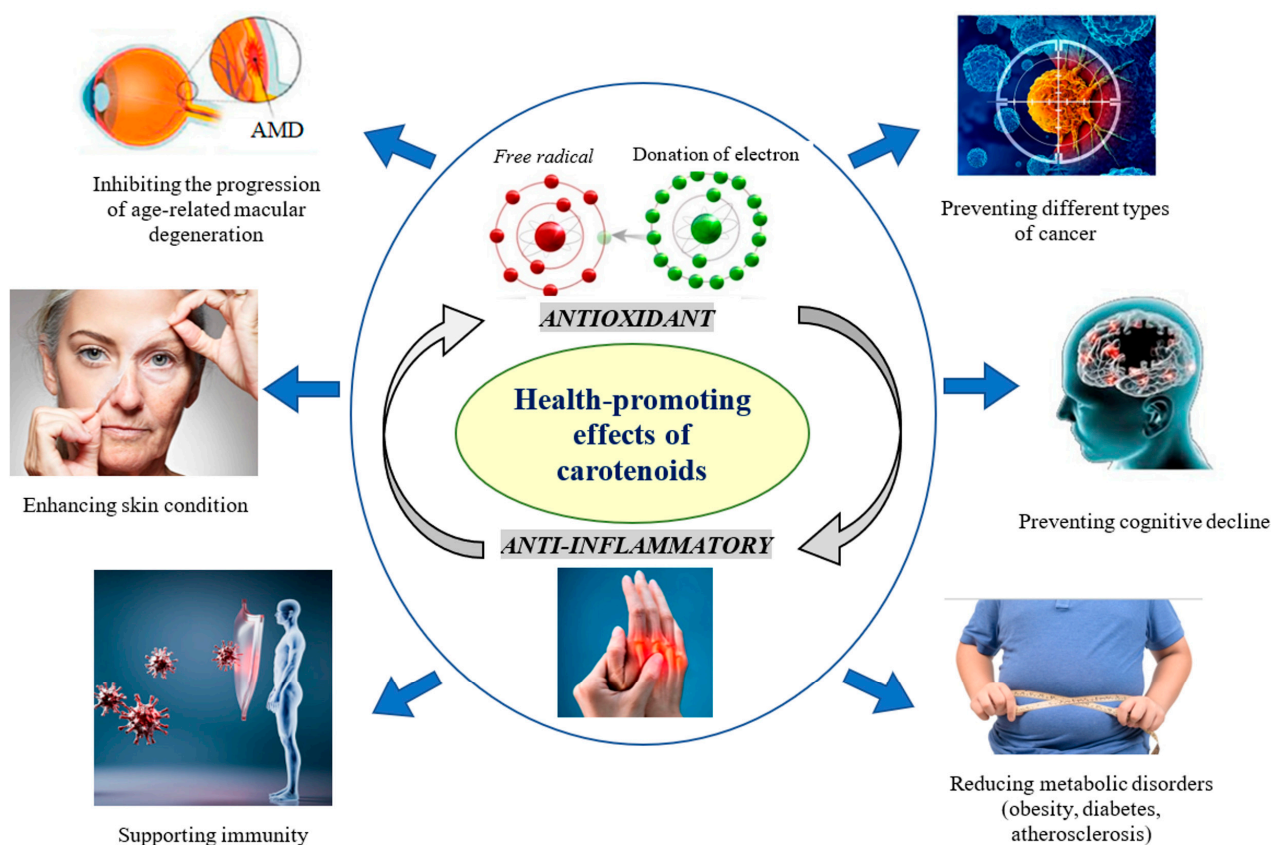 AMD
Inhibiting the progression
of age-related macular
degeneration
Enhancing skin condition
Supporting immunity
Free radical
Donation of electron
ANTIOXIDANT
Health-promoting
effects of
carotenoids
ANTI-INFLAMMATORY
Preventing different types
of cancer
Preventing cognitive decline
Reducing metabolic disorders
(obesity, diabetes,
atherosclerosis)